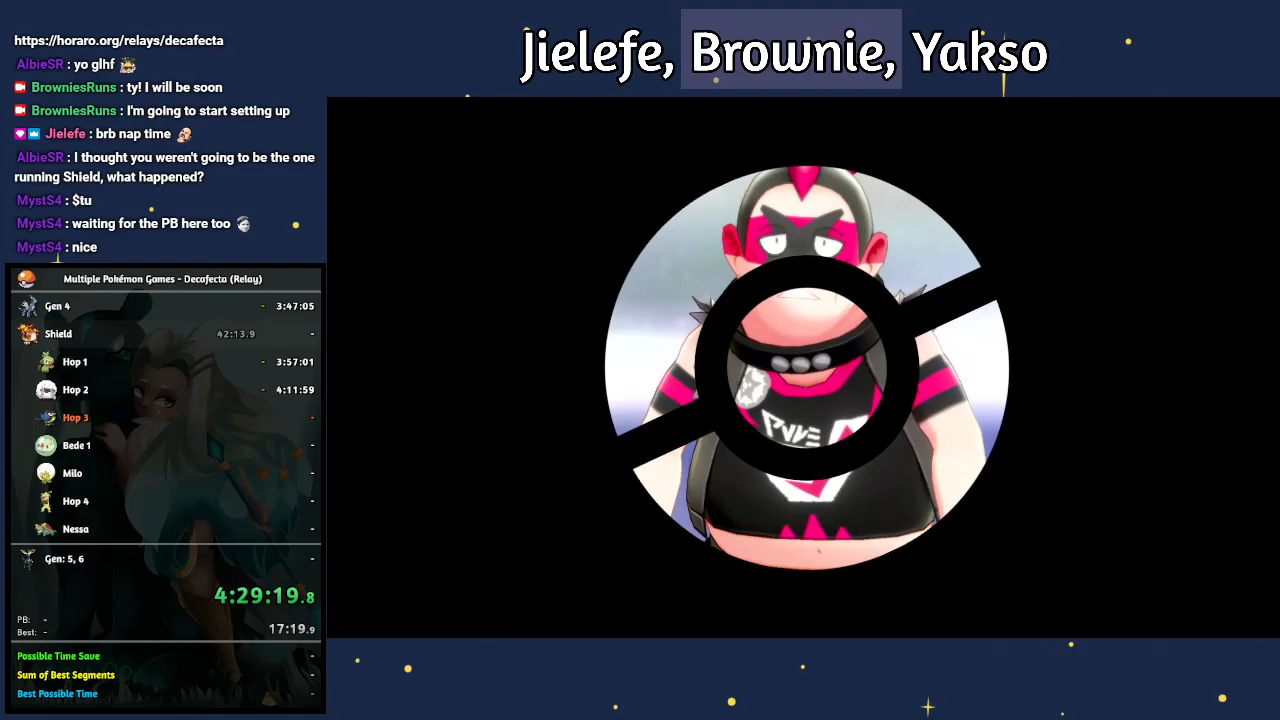 https://horaro.org/relays/decafecta
AlbieSR : yo glhf
BrowniesRuns : ty! I will be soon
BrowniesRuns : I'm going to start setting up
Jielefe : brb nap time
AlbieSR : I thought you weren't going to be the one
running Shield, what happened?
MystS4 : $tu
MystS4 : waiting for the PB here too
MystS4 : nice
Jielefe, Brownie, Yakso
Multiple Pokémon Games - Decafecta (Relay)
Gen 4 - 3:47:05
Shield 42:13.9 -
Hop 1 - 3:57:01
Hop 2 - 4:11:59
Hop 3 -
Bede 1 -
Milo -
Hop 4 -
Nessa -
Gen: 5, 6 -
4:29:19.8
PB: -
Best: - 17:19.9
Possible Time Save -
Sum of Best Segments -
Best Possible Time -